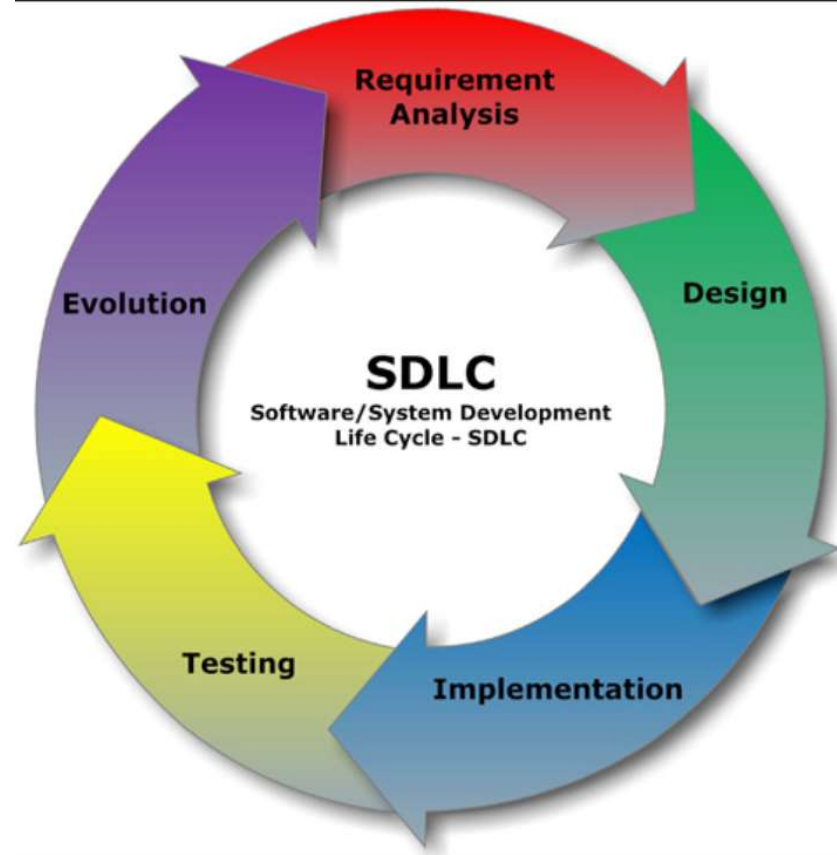 Requirement
Analysis
Design
Evolution
SDLC
Software/System Development
Life Cycle - SDLC
Testing
Implementation